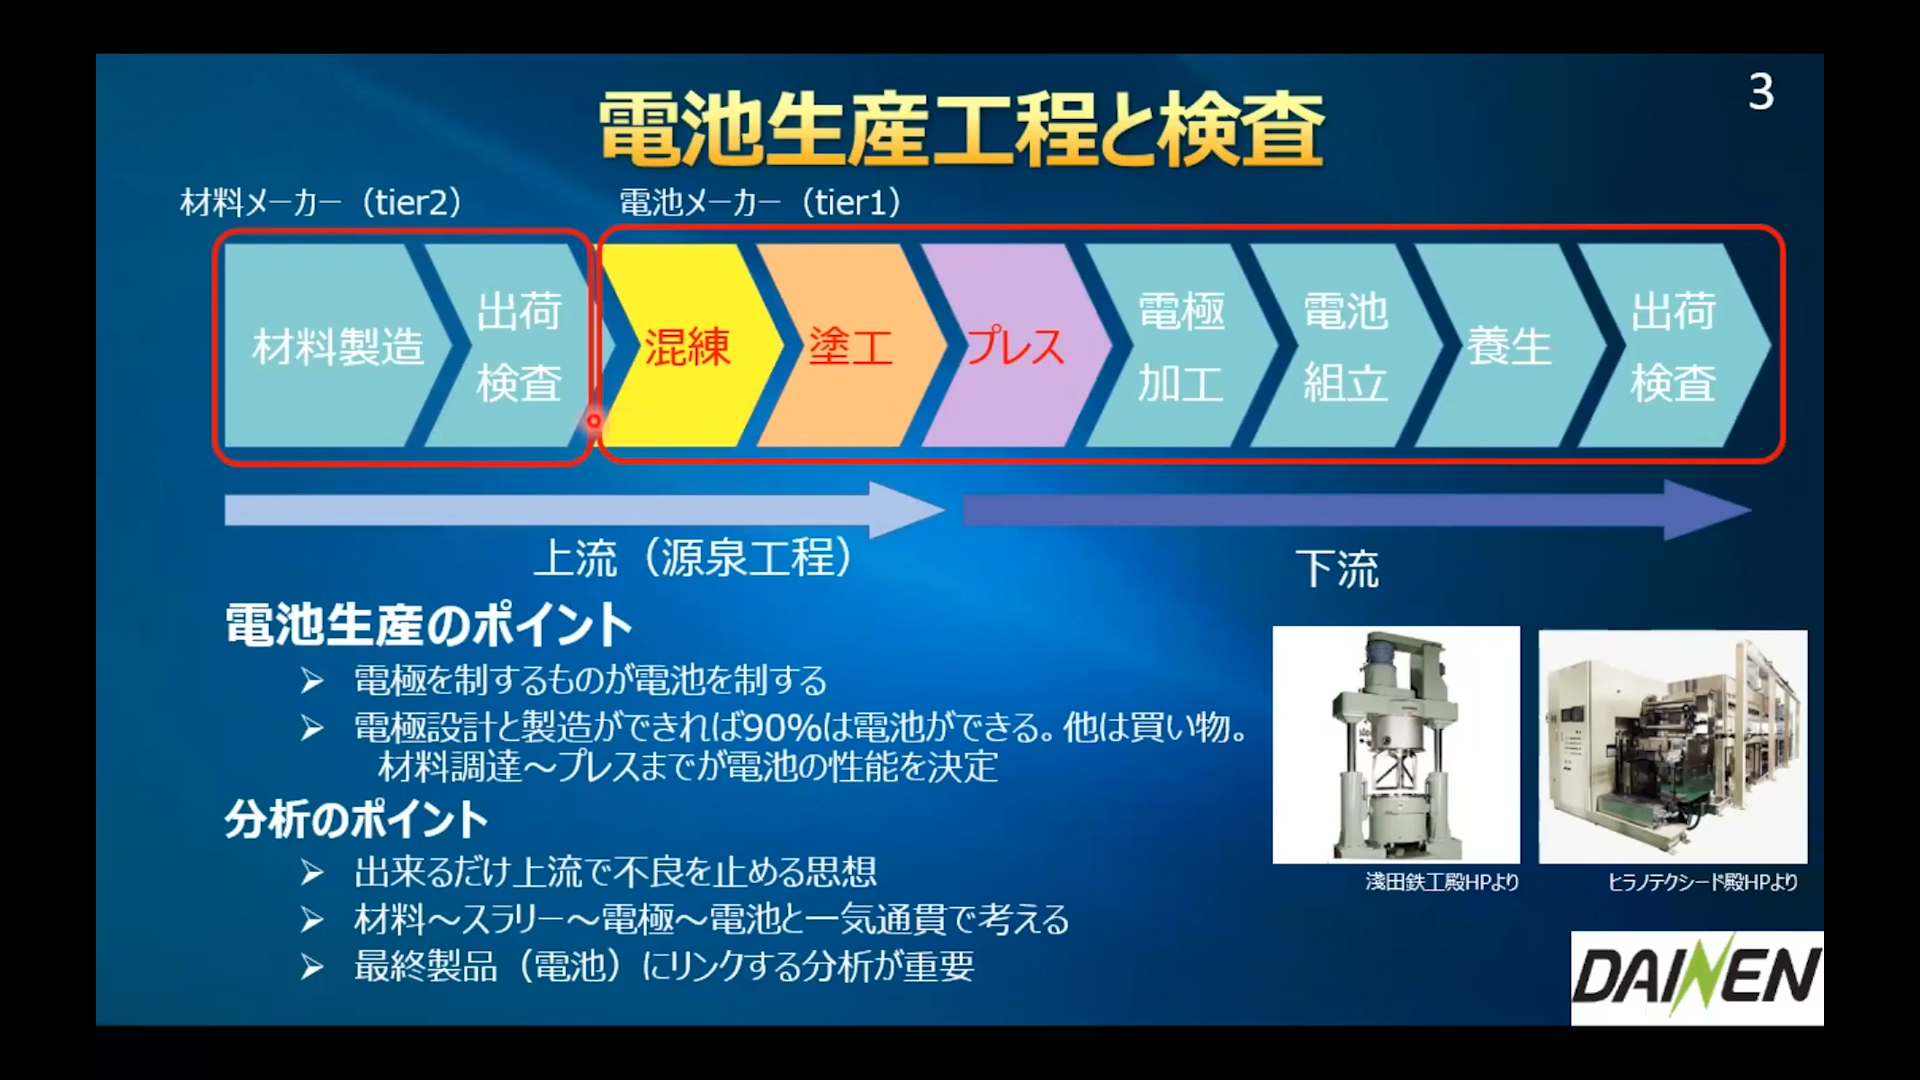 3
電池生産工程と検査
材料メーカー（tier2）
電池メーカー（tier1）
材料製造
出荷
検査
混練
塗工
プレス
電極
加工
電池
組立
養生
出荷
検査
上流（源泉工程）
下流
電池生産のポイント
➢ 電極を制するものが電池を制する
➢ 電極設計と製造ができれば90%は電池ができる。他は買い物。
材料調達～プレスまでが電池の性能を決定
分析のポイント
➢ 出来るだけ上流で不良を止める思想
➢ 材料～スラリー～電極～電池と一気通貫で考える
➢ 最終製品（電池）にリンクする分析が重要
淺田鉄工殿HPより
ヒラノテクシード殿HPより
DAINEN